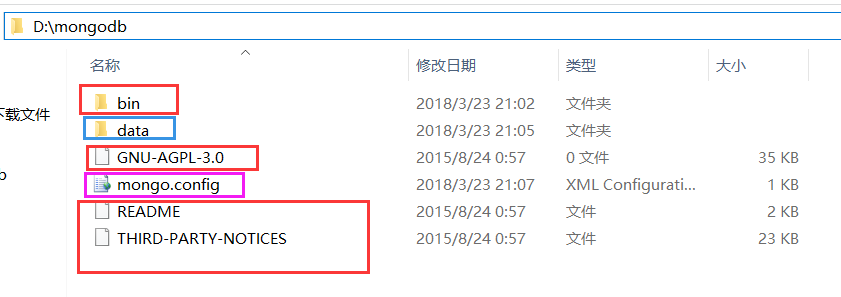 D:\mongodb
名称 修改日期 类型 大小
bin 2018/3/23 21:02 文件夹
下载文件
data 2018/3/23 21:05 文件夹
GNU-AGPL-3.0 2015/8/24 0:57 0 文件 35 KB
mongo.config 2018/3/23 21:07 XML Configurati... 1 KB
README 2015/8/24 0:57 文件 2 KB
THIRD-PARTY-NOTICES 2015/8/24 0:57 文件 23 KB